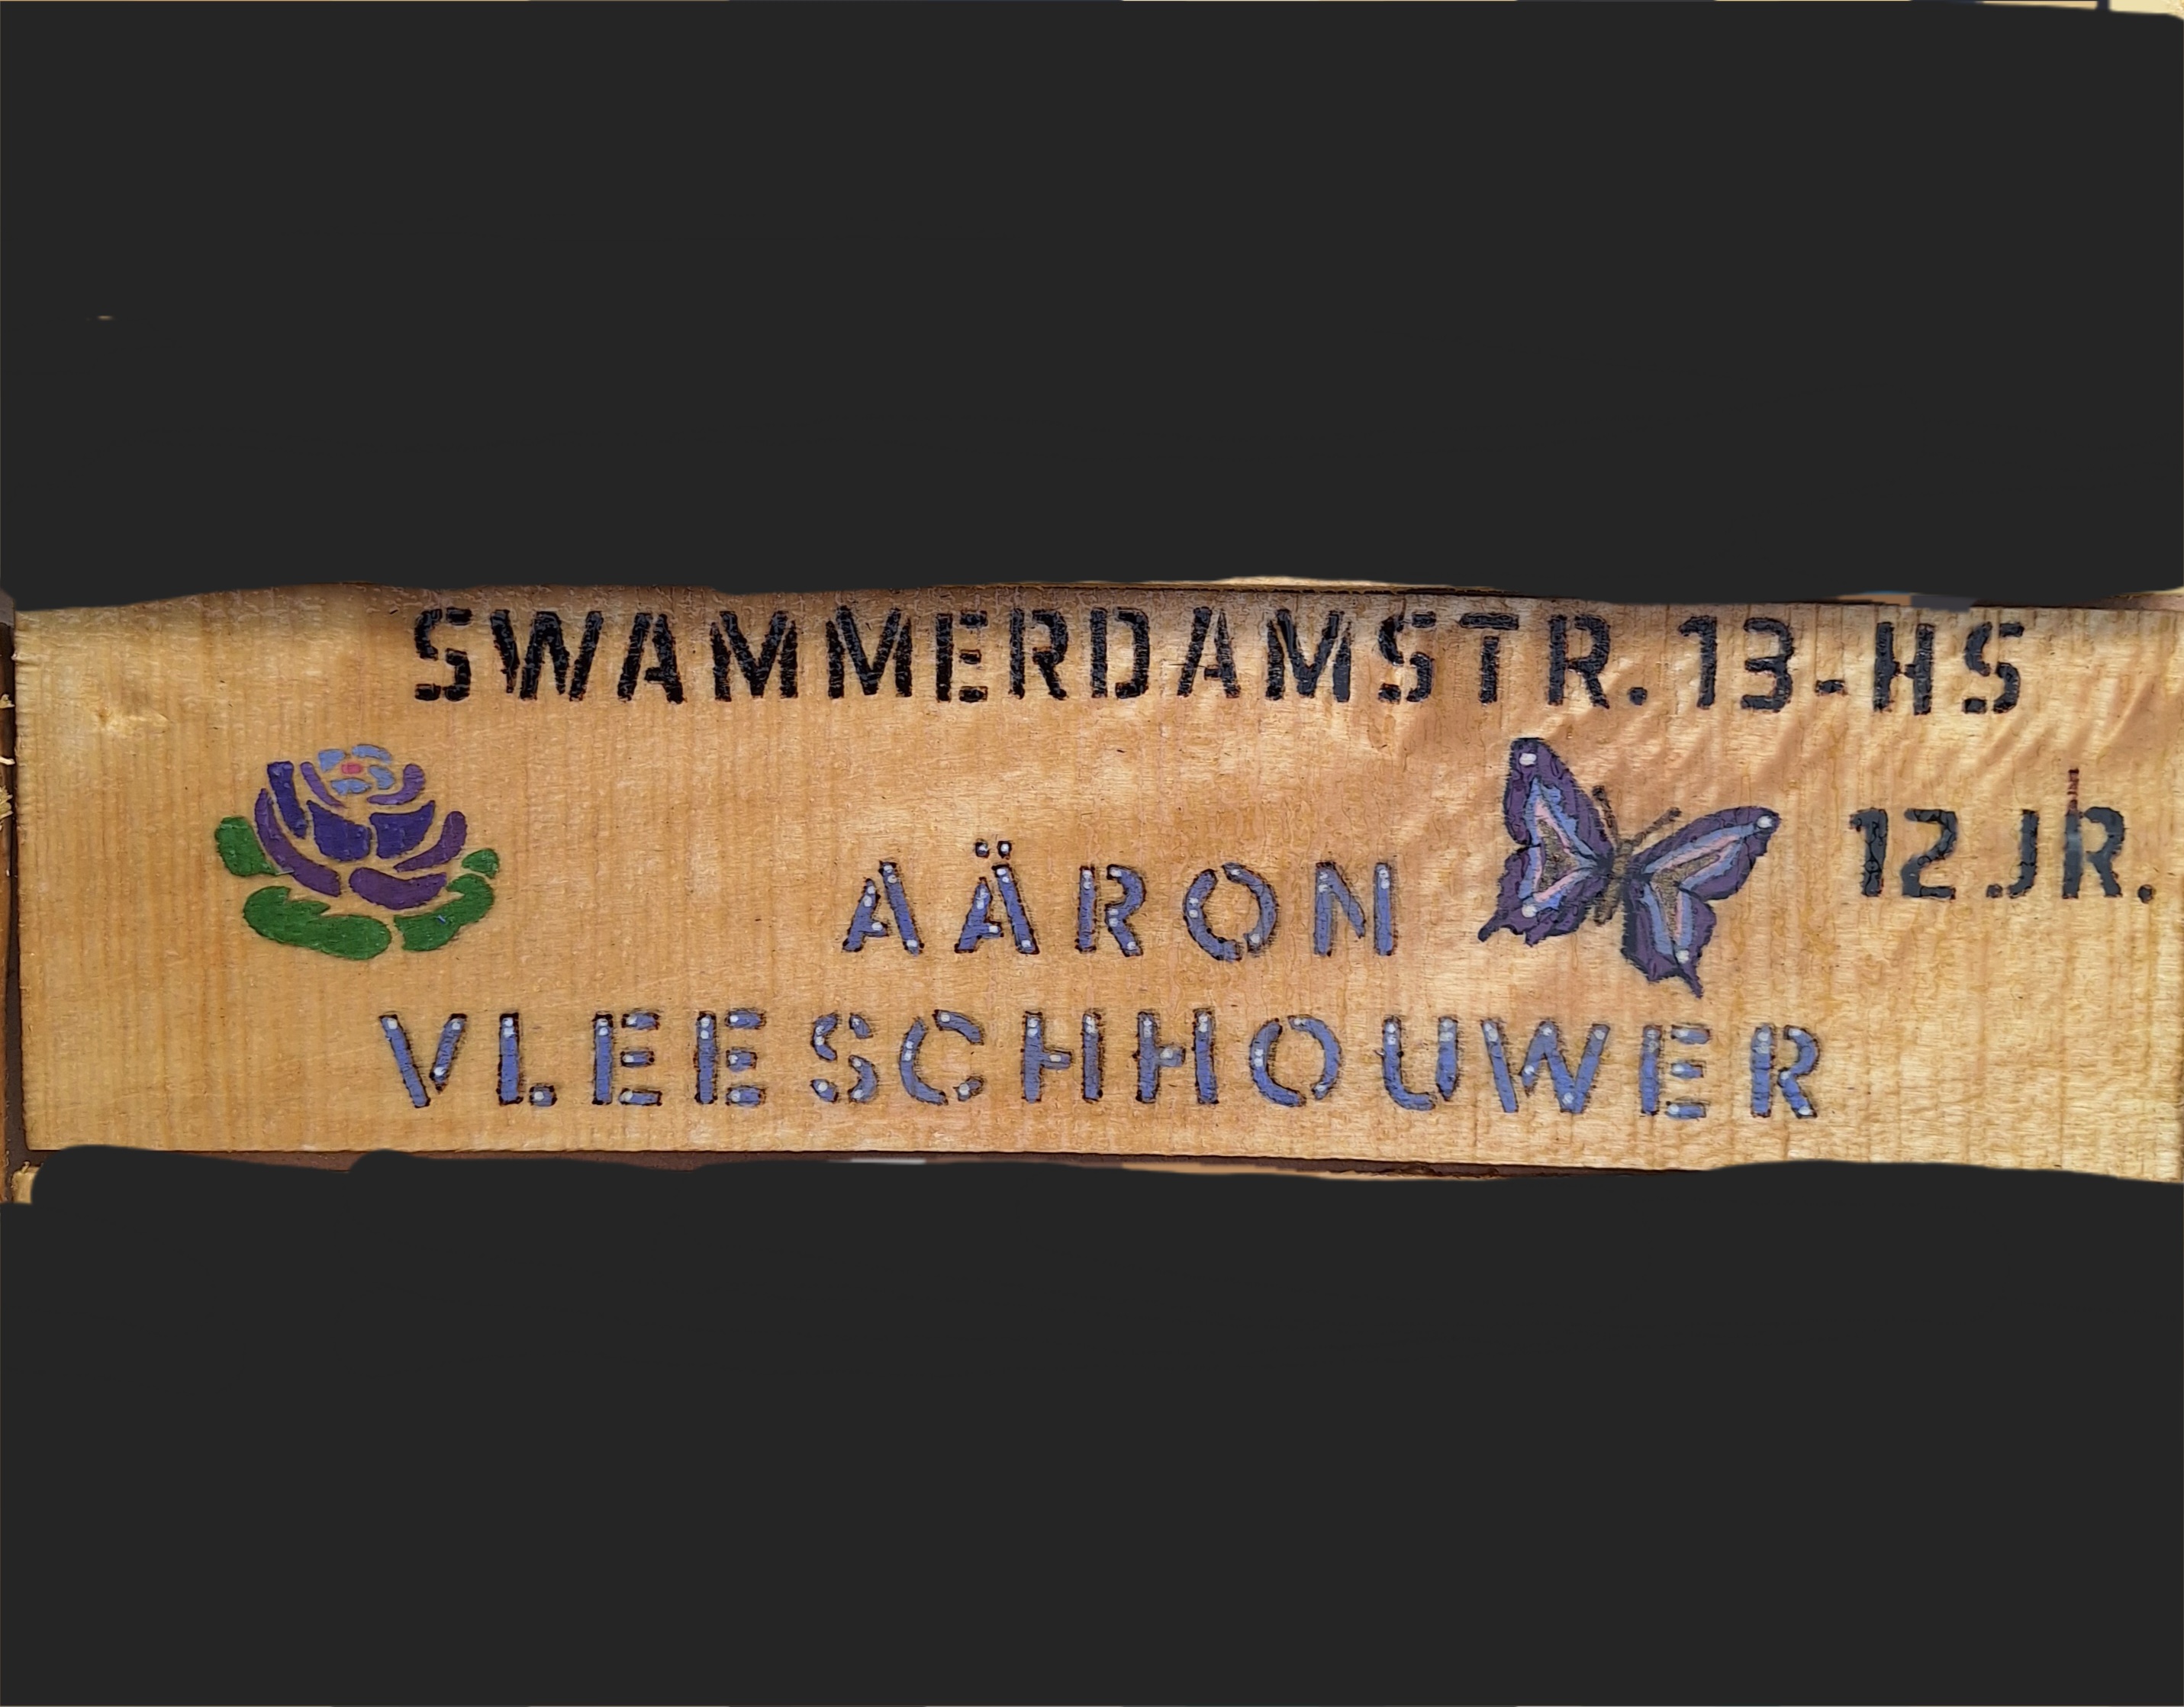 SWAMMERDAMSTR. 13-HS
12 JR.
AÄRON
VLEESCHHOUWER